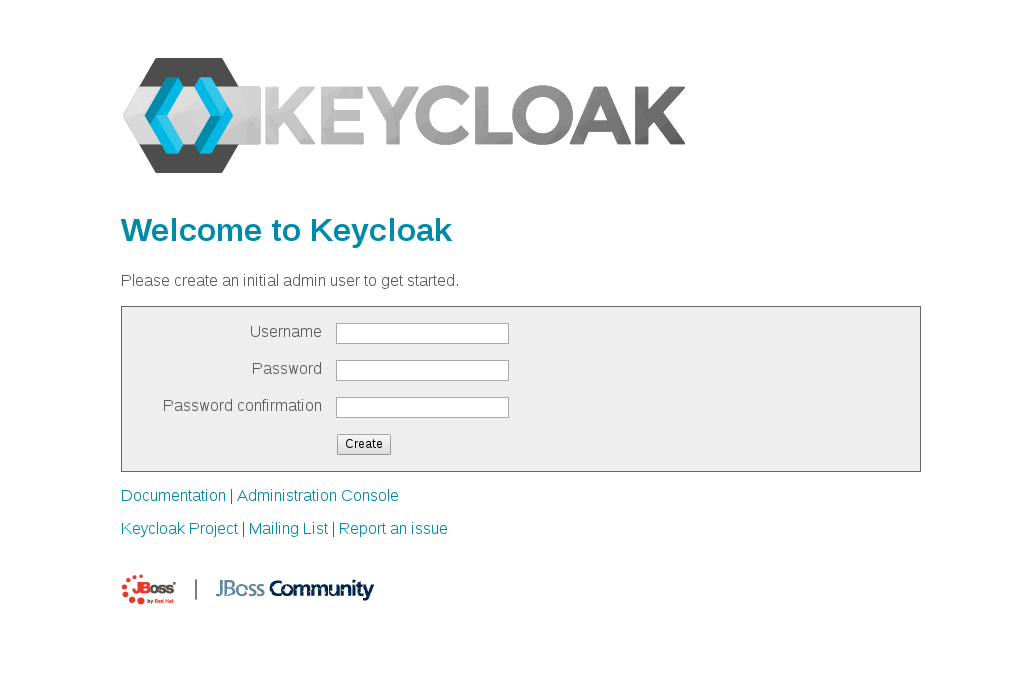 KEYCLOAK
Welcome to Keycloak
Please create an initial admin user to get started.
Username
Password
Password confirmation
Create
Documentation | Administration Console
Keycloak Project | Mailing List | Report an issue
JBoss by Red Hat | JBoss Community